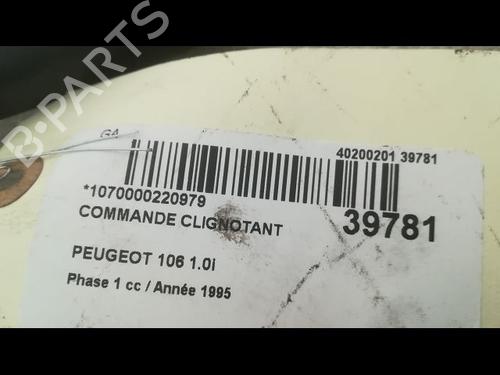 B-PARTS
GA
40200201 39781
*1070000220979
39781
COMMANDE CLIGNOTANT
PEUGEOT 106 1.0i
Phase 1 cc / Année 1995